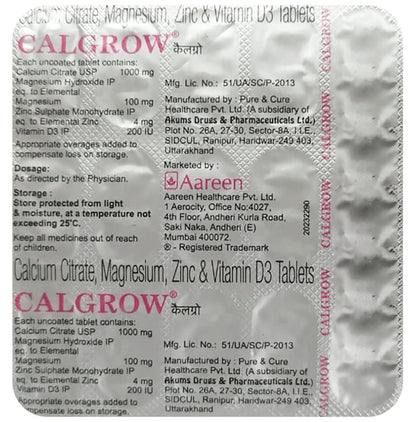 Calcium Citrate, Magnesium, Zinc & Vitamin D3 Tablets
CALGROW® कैलग्रो
Each uncoated tablet contains:
Calcium Citrate USP 1000 mg
Magnesium Hydroxide IP
eq. to Elemental
Magnesium 100 mg
Zinc Sulphate Monohydrate IP
eq. to Elemental Zinc 4 mg
Vitamin D3 IP 200 IU
Appropriate overages added to
compensate loss on storage.
Dosage:
As directed by the Physician.
Storage :
Store protected from light
& moisture, at a temperature not
exceeding 25°C.
Keep all medicines out of reach
of children.
Mfg. Lic. No.: 51/UA/SC/P-2013
Manufactured by : Pure & Cure
Healthcare Pvt. Ltd. (A subsidiary of
Akums Drugs & Pharmaceuticals Ltd.)
Plot No. 26A, 27-30, Sector-8A, I.I.E.,
SIDCUL, Ranipur, Haridwar-249 403,
Uttarakhand
Marketed by :
Aareen
Aareen Healthcare Pvt. Ltd.
1 Aerocity, Office No:4027,
4th Floor, Andheri Kurla Road,
Saki Naka, Andheri (E)
Mumbai 400072.
® - Registered Trademark
20232290
Calcium Citrate, Magnesium, Zinc & Vitamin D3 Tablets
CALGROW® कैलग्रो
Each uncoated tablet contains:
Calcium Citrate USP 1000 mg
Magnesium Hydroxide IP
eq. to Elemental
Magnesium 100 mg
Zinc Sulphate Monohydrate IP
eq. to Elemental Zinc 4 mg
Vitamin D3 IP 200 IU
Appropriate overages added to
compensate loss on storage.
Mfg. Lic. No.: 51/UA/SC/P-2013
Manufactured by : Pure & Cure
Healthcare Pvt. Ltd. (A subsidiary of
Akums Drugs & Pharmaceuticals Ltd.)
Plot No. 26A, 27-30, Sector-8A, I.I.E.,
SIDCUL, Ranipur, Haridwar-249 403,
Uttarakhand
CALGROW
CALGROW
CALGROW
CALGROW